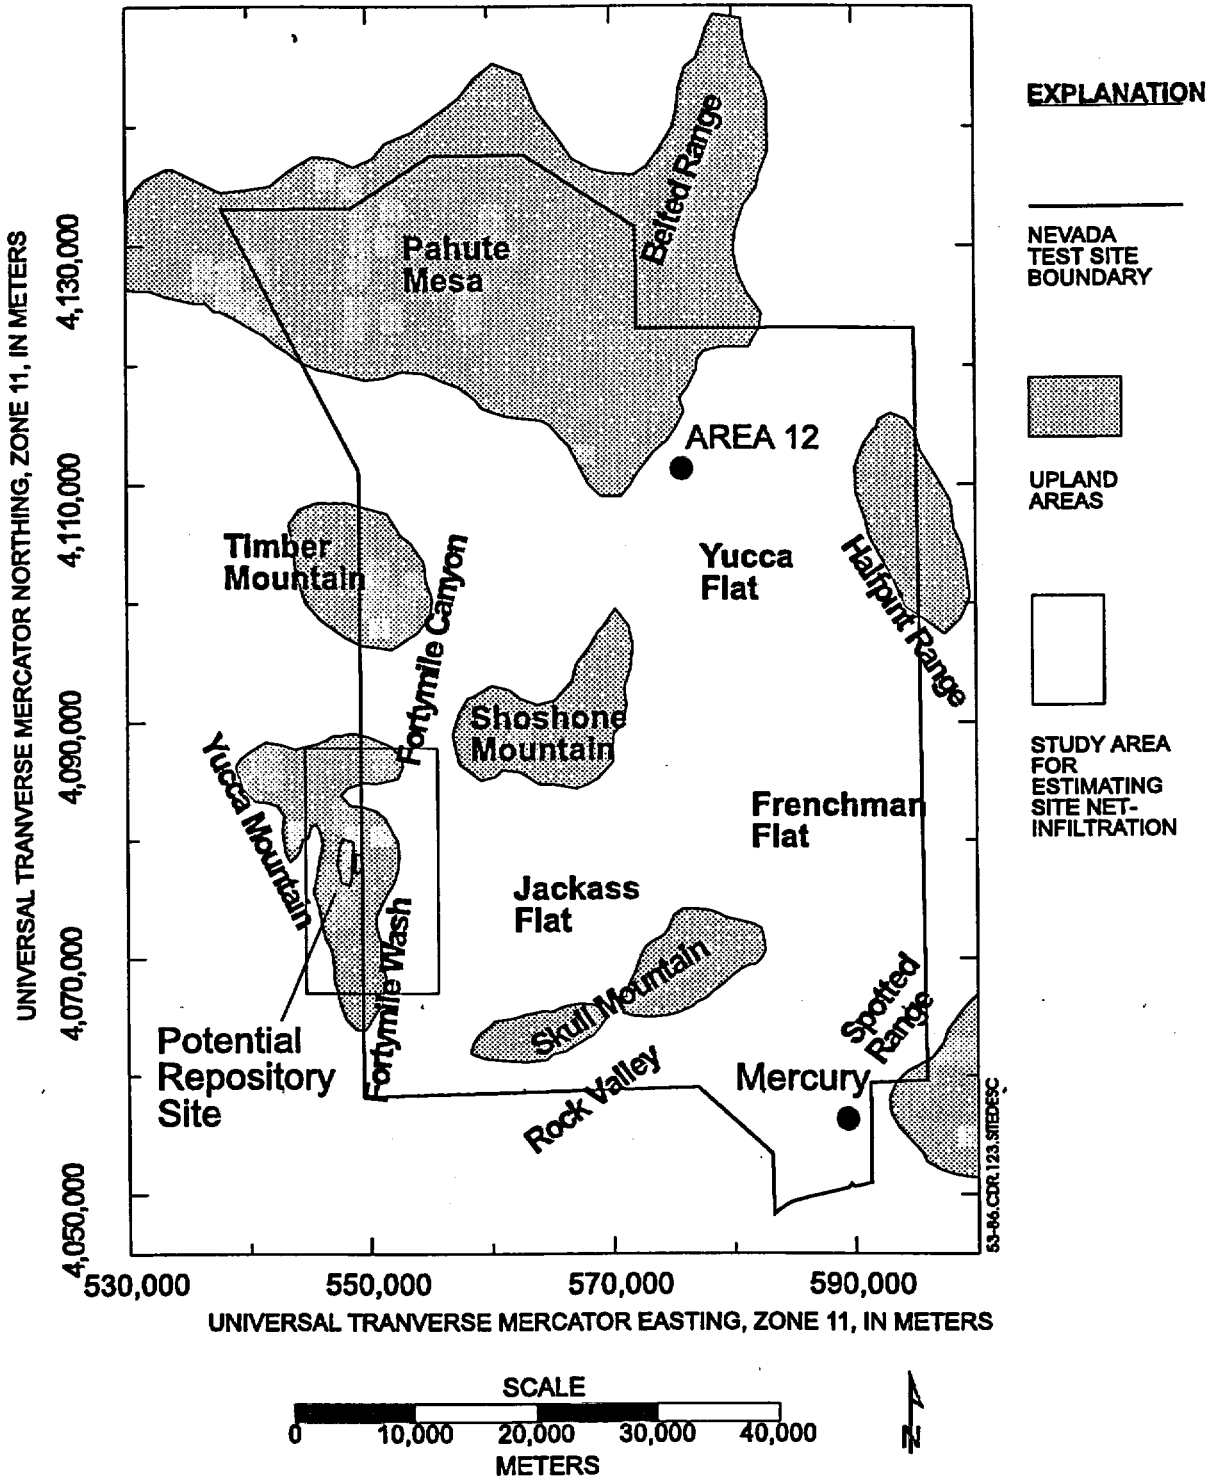 EXPLANATION
NEVADA
TEST SITE
BOUNDARY
UPLAND
AREAS
STUDY AREA
FOR
ESTIMATING
SITE NET-
INFILTRATION
Belted Range
Pahute
Mesa
AREA 12
Timber
Mountain
Fortymile Canyon
Yucca
Flat
Halfpint Range
Shoshone
Mountain
Yucca Mountain
Frenchman
Flat
Jackass
Flat
Fortymile Wash
Skull Mountain
Spotted
Range
Potential
Repository
Site
Rock Valley
Mercury
53-86.CDR.123.SITEDESC
UNIVERSAL TRANVERSE MERCATOR NORTHING, ZONE 11, IN METERS
4,130,000
4,110,000
4,090,000
4,070,000
4,050,000
530,000
550,000
570,000
590,000
UNIVERSAL TRANVERSE MERCATOR EASTING, ZONE 11, IN METERS
SCALE
0
10,000
20,000
30,000
40,000
METERS
N